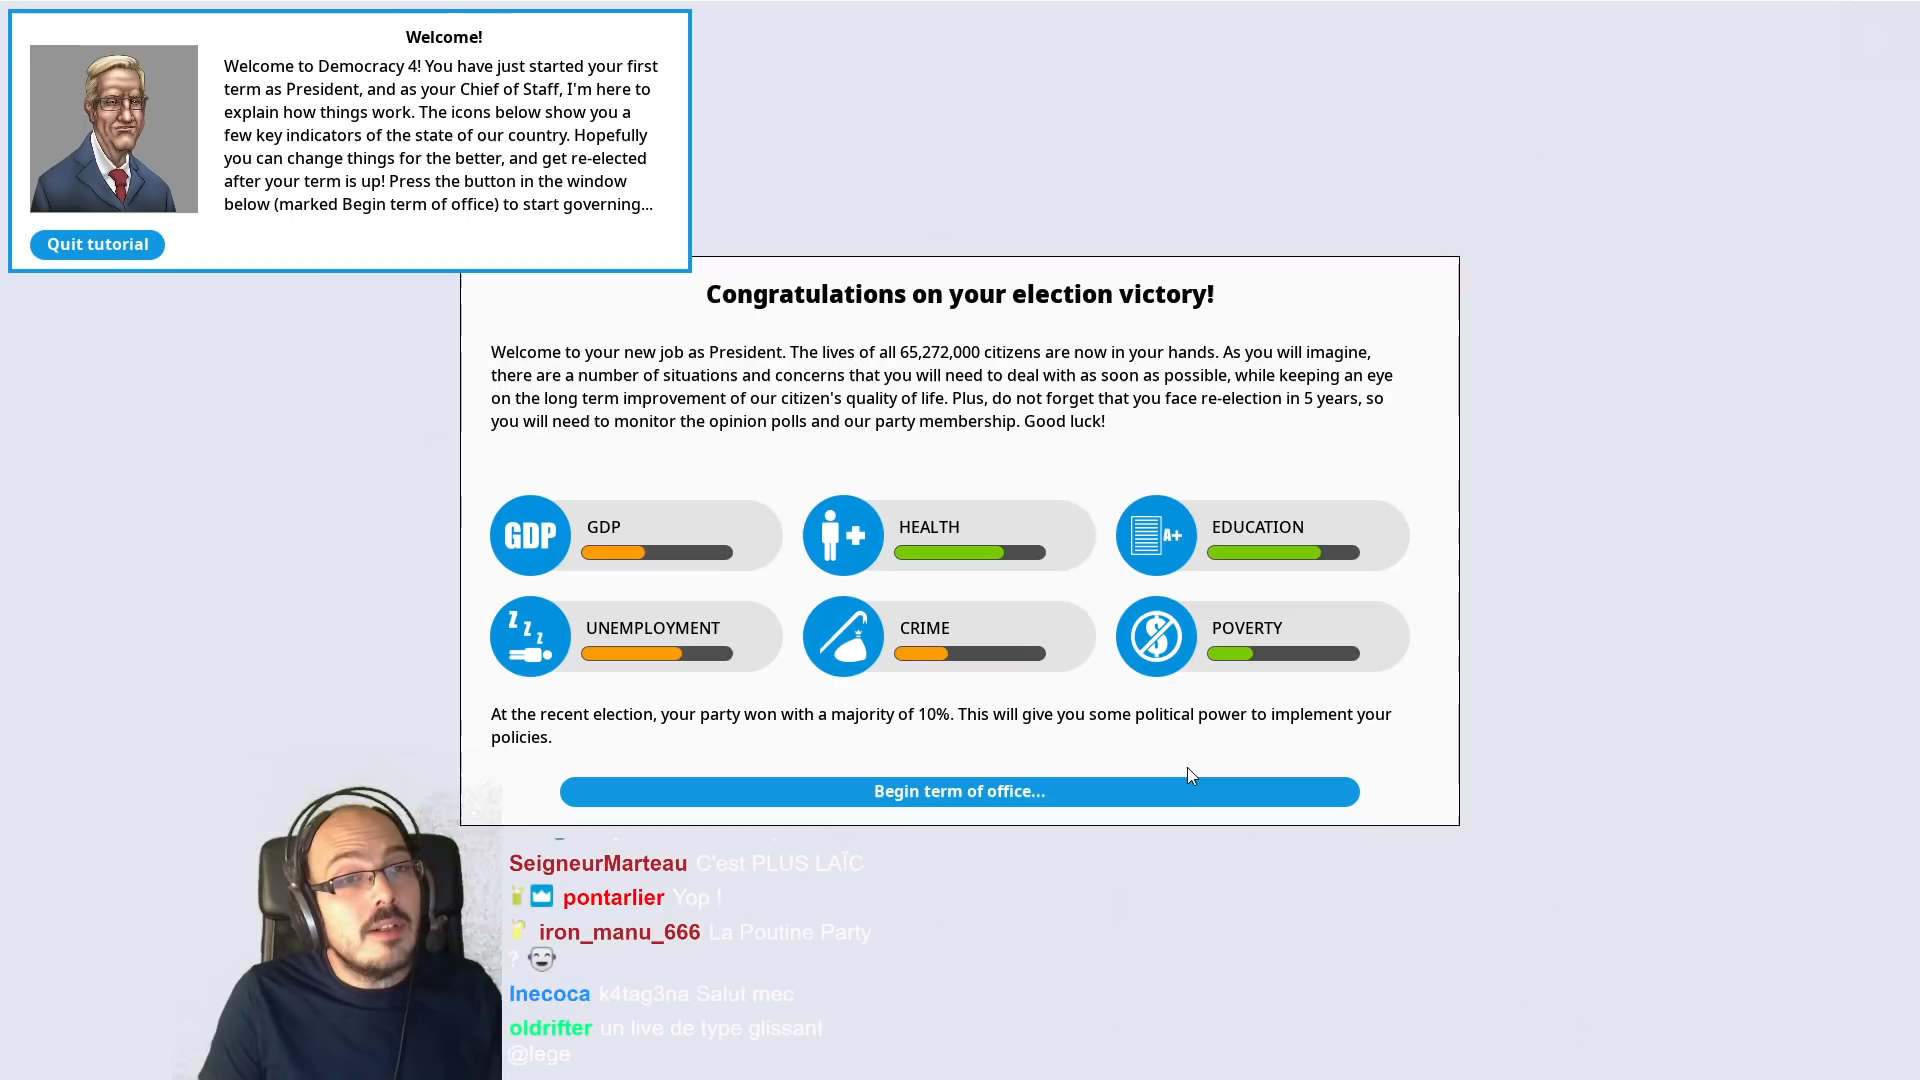 Welcome!
Welcome to Democracy 4! You have just started your first
term as President, and as your Chief of Staff, I'm here to
explain how things work. The icons below show you a
few key indicators of the state of our country. Hopefully
you can change things for the better, and get re-elected
after your term is up! Press the button in the window
below (marked Begin term of office) to start governing...
Quit tutorial
Congratulations on your election victory!
Welcome to your new job as President. The lives of all 65,272,000 citizens are now in your hands. As you will imagine,
there are a number of situations and concerns that you will need to deal with as soon as possible, while keeping an eye
on the long term improvement of our citizen's quality of life. Plus, do not forget that you face re-election in 5 years, so
you will need to monitor the opinion polls and our party membership. Good luck!
GDP GDP
HEALTH
A+ EDUCATION
Z Z Z UNEMPLOYMENT
CRIME
$ POVERTY
At the recent election, your party won with a majority of 10%. This will give you some political power to implement your
policies.
Begin term of office...
SeigneurMarteau C'est PLUS LAÏC
pontarlier Yop !
iron_manu_666 La Poutine Party
?
Inecoca k4tag3na Salut mec
oldrifter un live de type glissant
@lege